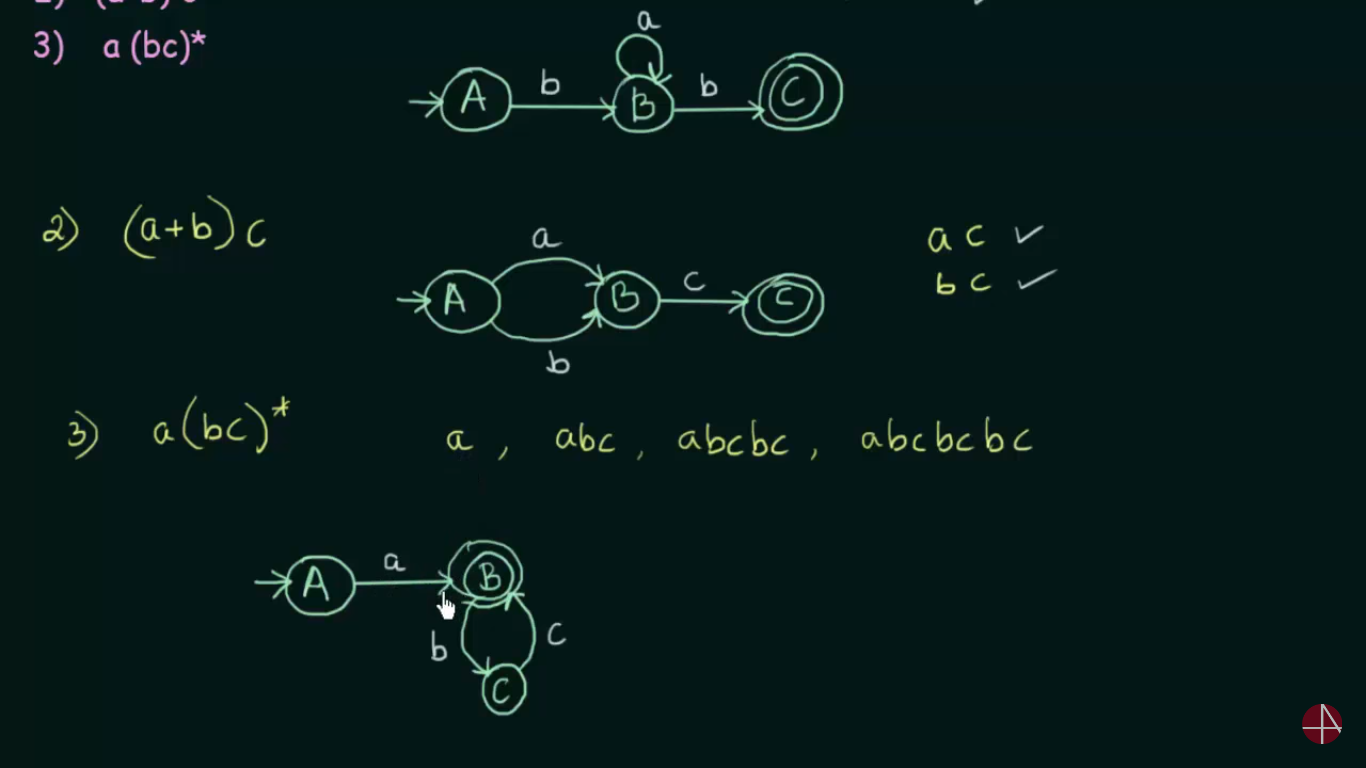 3) a (bc)*
a
A b B b C
2) (a+b) c
a
A B c C
b
a c ✓
b c ✓
3) a(bc)* a , abc , abcbc , abcbcbc
A a B
b c
C